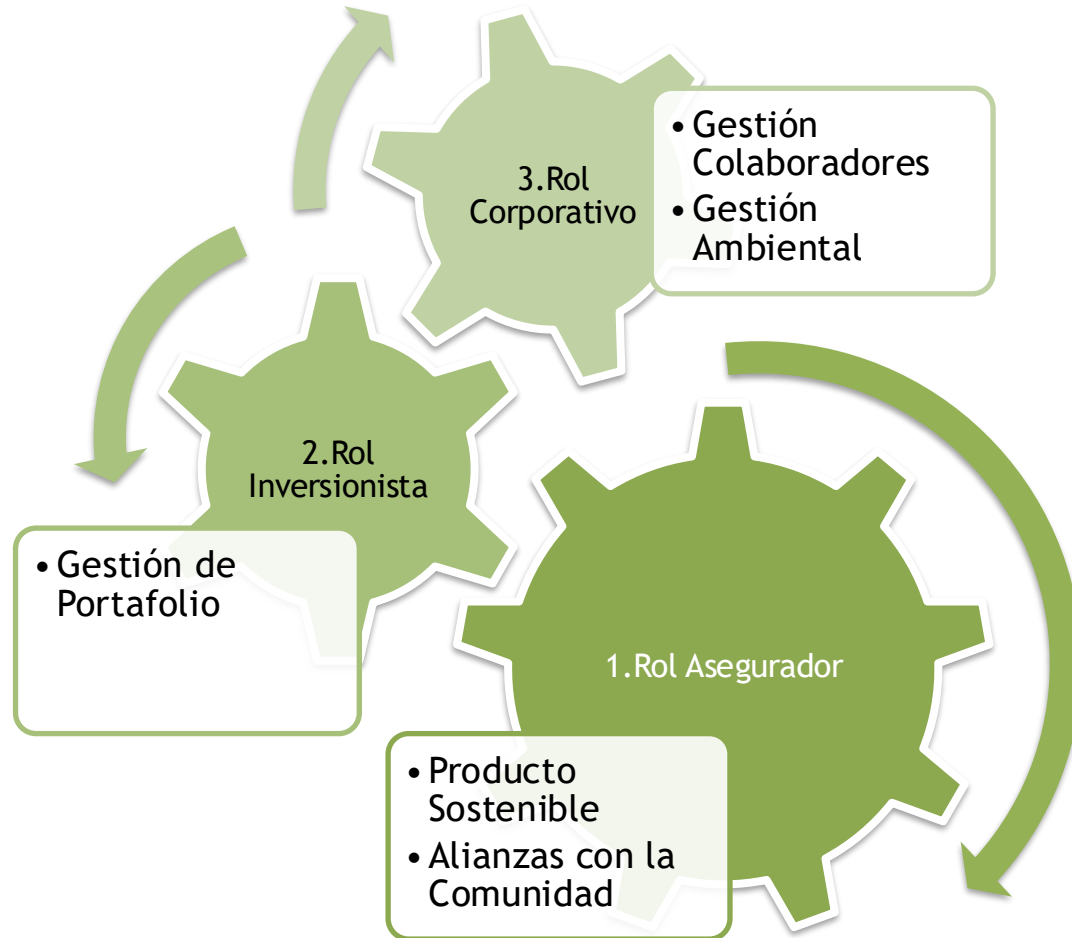 3.Rol
Corporativo
• Gestión
Colaboradores
• Gestión
Ambiental
2.Rol
Inversionista
• Gestión de
Portafolio
1.Rol Asegurador
• Producto
Sostenible
• Alianzas con la
Comunidad